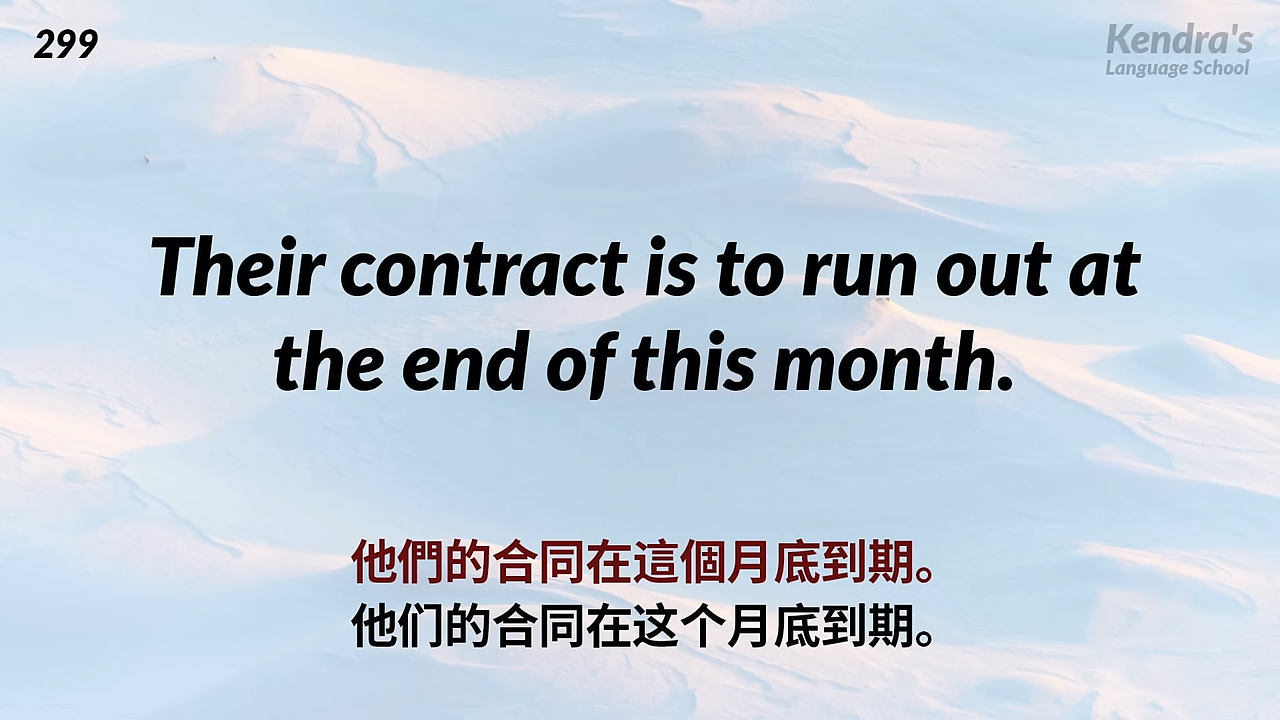 299
Kendra's
Language School
Their contract is to run out at
the end of this month.
他們的合同在這個月底到期。
他们的合同在这个月底到期。